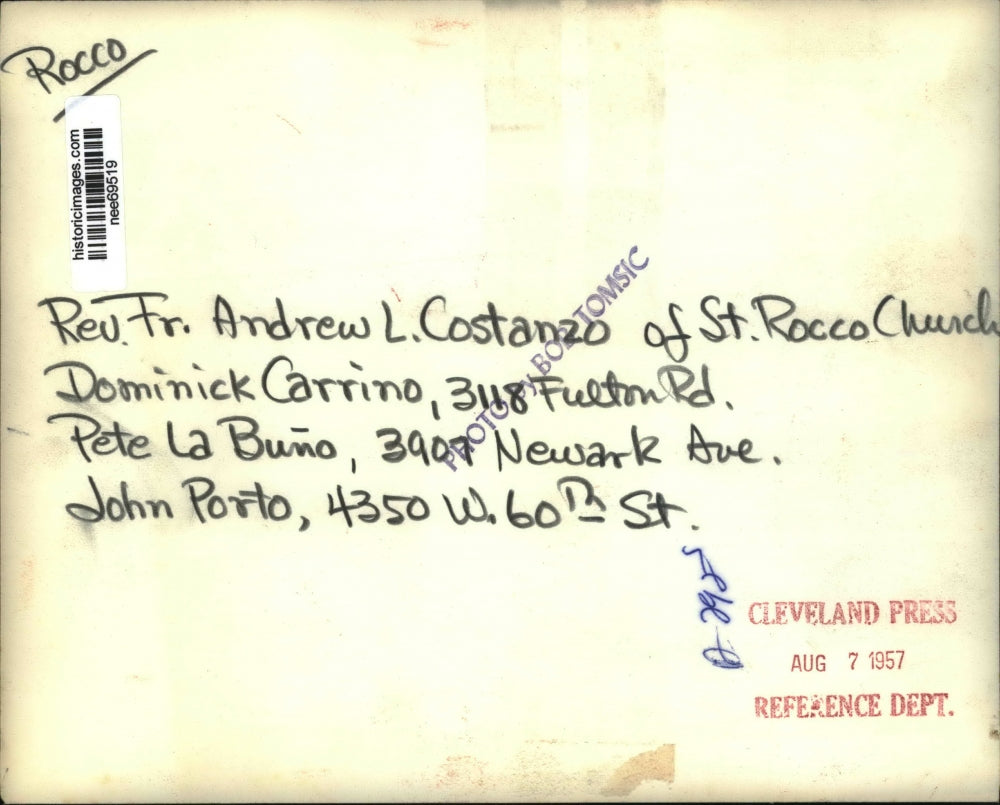 Rocco
historicimages.com
nee69519
Rev. Fr. Andrew L. Costanzo of St. Rocco Church
Dominick Carrino, 3118 Fulton Rd.
Pete La Buño, 3907 Newark Ave.
John Porto, 4350 W. 60Th St.
PHOTO by BOB TOMSIC
CLEVELAND PRESS
AUG 7 1957
REFERENCE DEPT.